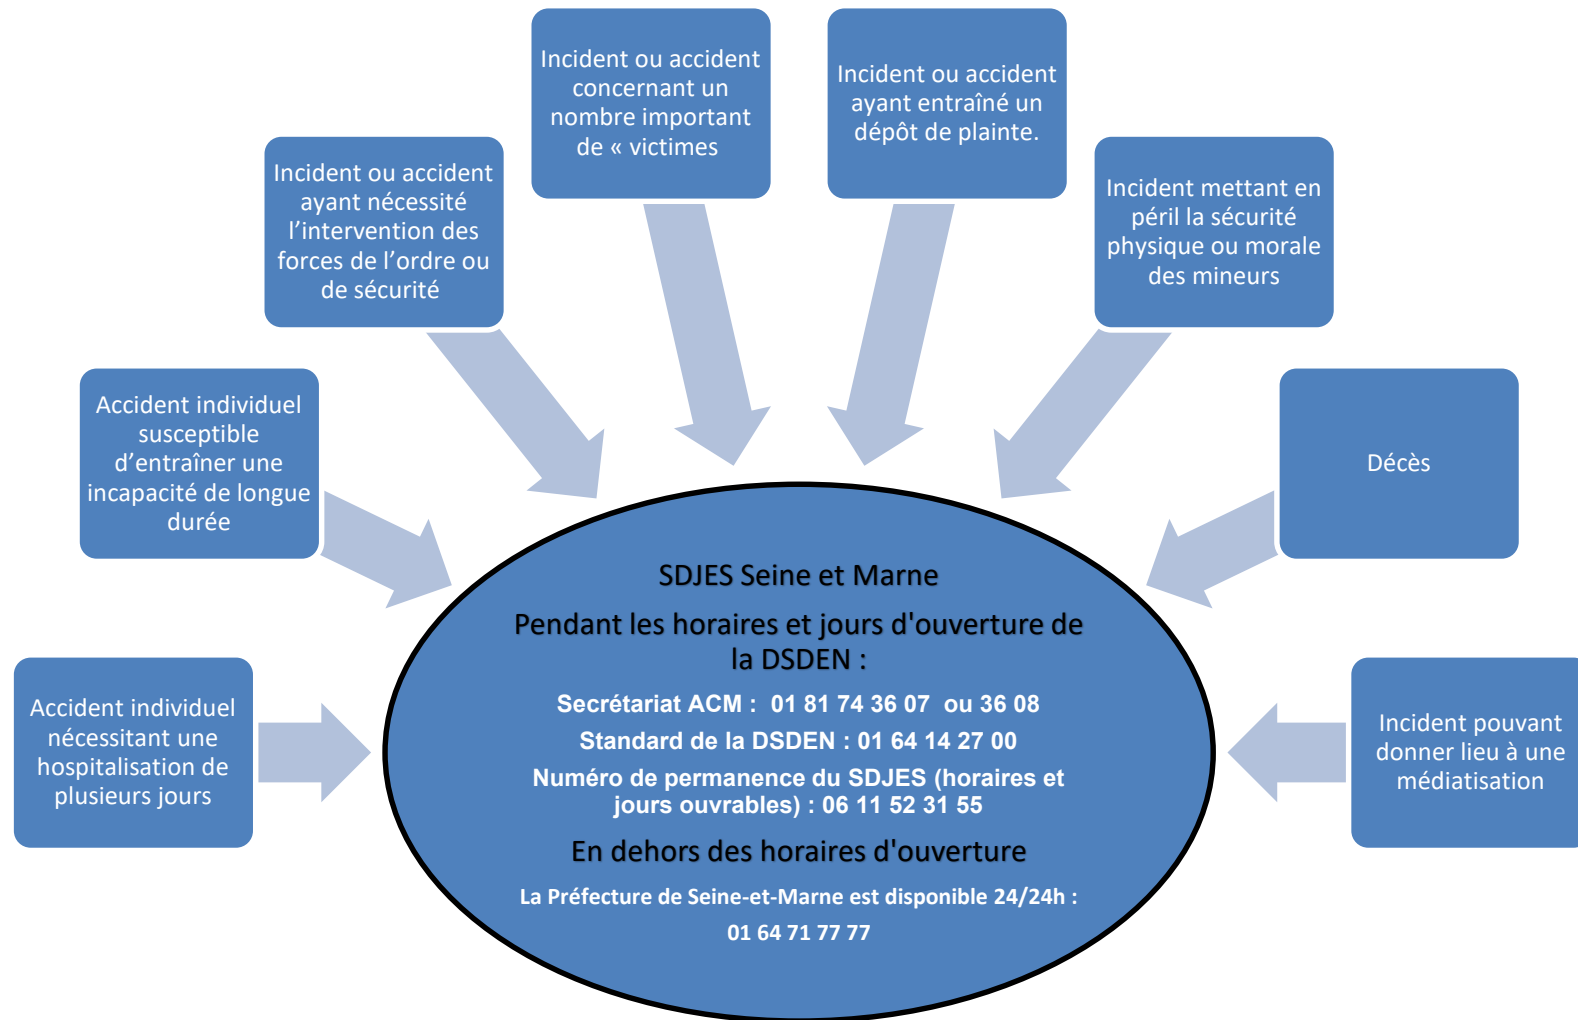 Incident ou accident
concernant un
nombre important
de « victimes
Incident ou accident
ayant entraîné un
dépôt de plainte.
Incident ou accident
ayant nécessité
l’intervention des
forces de l’ordre ou
de sécurité
Incident mettant en
péril la sécurité
physique ou morale
des mineurs
Accident individuel
susceptible
d’entraîner une
incapacité de longue
durée
Décès
Accident individuel
nécessitant une
hospitalisation de
plusieurs jours
Incident pouvant
donner lieu à une
médiatisation
SDJES Seine et Marne
Pendant les horaires et jours d'ouverture de
la DSDEN :
Secrétariat ACM : 01 81 74 36 07 ou 36 08
Standard de la DSDEN : 01 64 14 27 00
Numéro de permanence du SDJES (horaires et
jours ouvrables) : 06 11 52 31 55
En dehors des horaires d'ouverture
La Préfecture de Seine-et-Marne est disponible 24/24h :
01 64 71 77 77